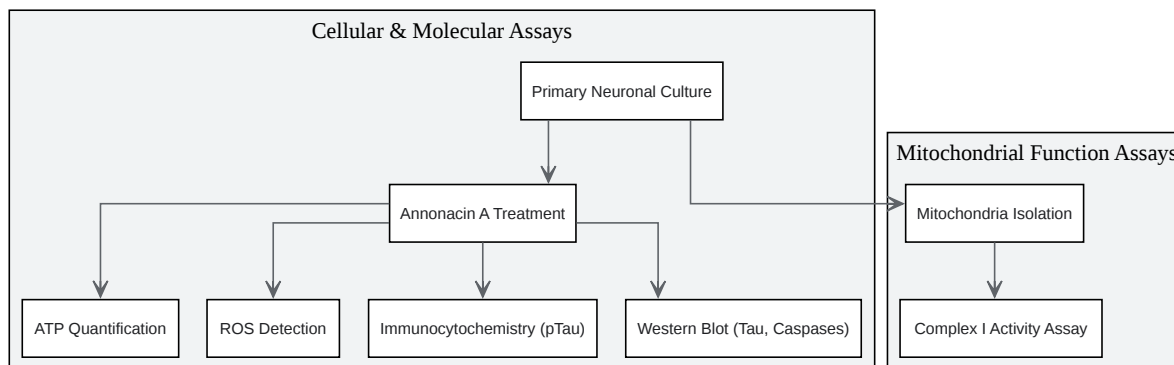 Cellular & Molecular Assays
Primary Neuronal Culture
Mitochondrial Function Assays
Annonacin A Treatment
Mitochondria Isolation
ATP Quantification
ROS Detection
Immunocytochemistry (pTau)
Western Blot (Tau, Caspases)
Complex I Activity Assay